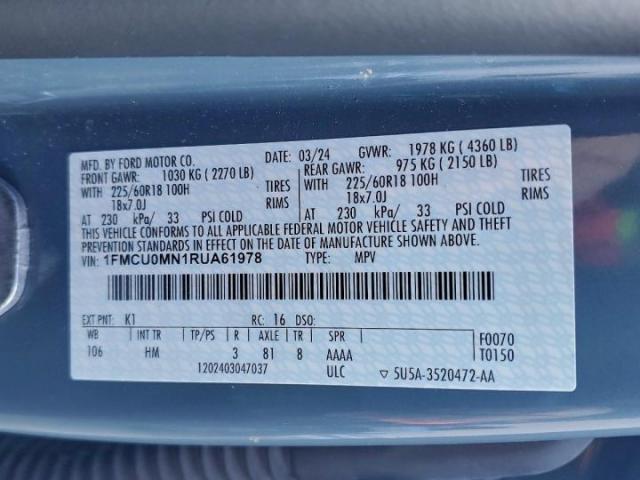 MFD. BY FORD MOTOR CO.
DATE: 03/24 GVWR: 1978 KG ( 4360 LB)
FRONT GAWR: 1030 KG ( 2270 LB) REAR GAWR: 975 KG ( 2150 LB)
WITH 225/60R18 100H TIRES WITH 225/60R18 100H TIRES
18x7.0J RIMS 18x7.0J RIMS
AT 230 kPa/ 33 PSI COLD AT 230 kPa/ 33 PSI COLD
THIS VEHICLE CONFORMS TO ALL APPLICABLE FEDERAL MOTOR VEHICLE SAFETY AND THEFT
PREVENTION STANDARDS IN EFFECT ON THE DATE OF MANUFACTURE SHOWN ABOVE.
VIN: 1FMCU0MN1RUA61978 TYPE: MPV
EXT PNT: K1 RC: 16 DSO:
WB INT TR TP/PS R AXLE TR SPR F0070
106 HM 3 81 8 AAAA T0150
1202403047037 ULC ▽ 5U5A-3520472-AA